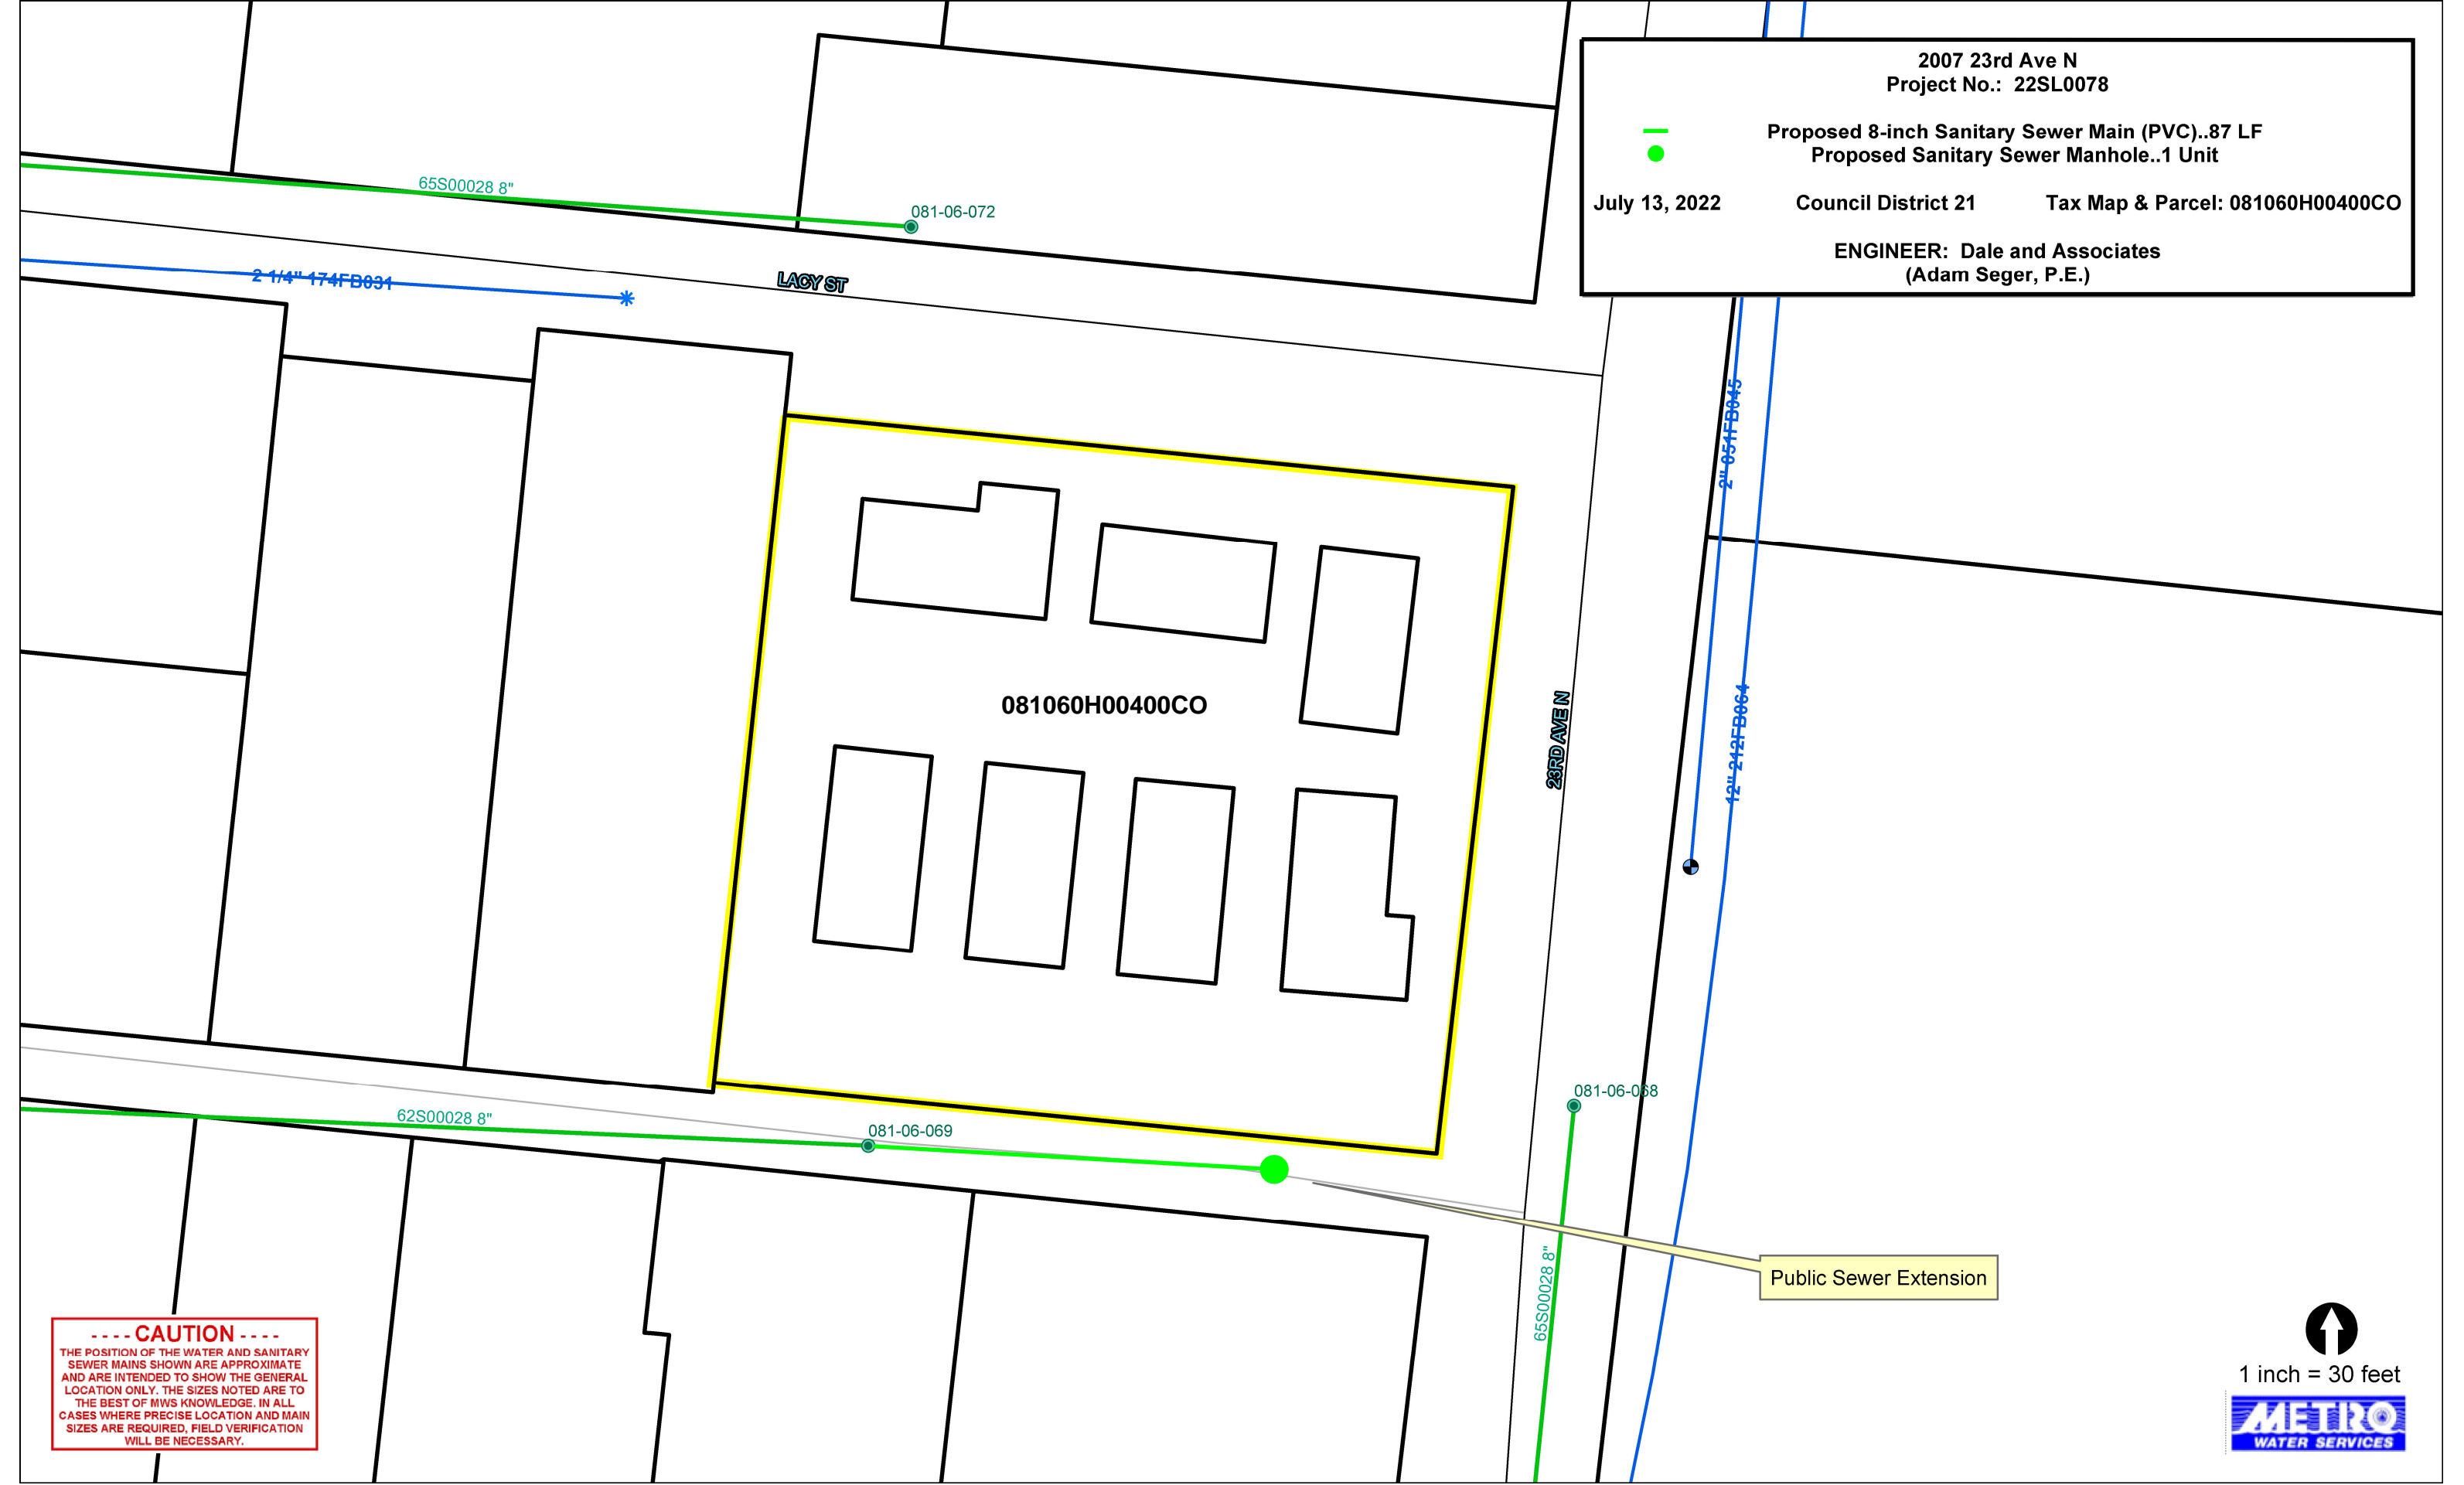 2007 23rd Ave N
Project No.: 22SL0078
Proposed 8-inch Sanitary Sewer Main (PVC)..87 LF
Proposed Sanitary Sewer Manhole..1 Unit
July 13, 2022 Council District 21 Tax Map & Parcel: 081060H00400CO
ENGINEER: Dale and Associates
(Adam Seger, P.E.)
65S00028 8"
081-06-072
2 1/4" 174FB031
LACY ST
2" 051FB045
081060H00400CO
23RD AVE N
12" 212FB064
081-06-068
62S00028 8"
081-06-069
65S00028 8"
Public Sewer Extension
- - - - CAUTION - - - -
THE POSITION OF THE WATER AND SANITARY
SEWER MAINS SHOWN ARE APPROXIMATE
AND ARE INTENDED TO SHOW THE GENERAL
LOCATION ONLY. THE SIZES NOTED ARE TO
THE BEST OF MWS KNOWLEDGE. IN ALL
CASES WHERE PRECISE LOCATION AND MAIN
SIZES ARE REQUIRED, FIELD VERIFICATION
WILL BE NECESSARY.
1 inch = 30 feet
METRO
WATER SERVICES